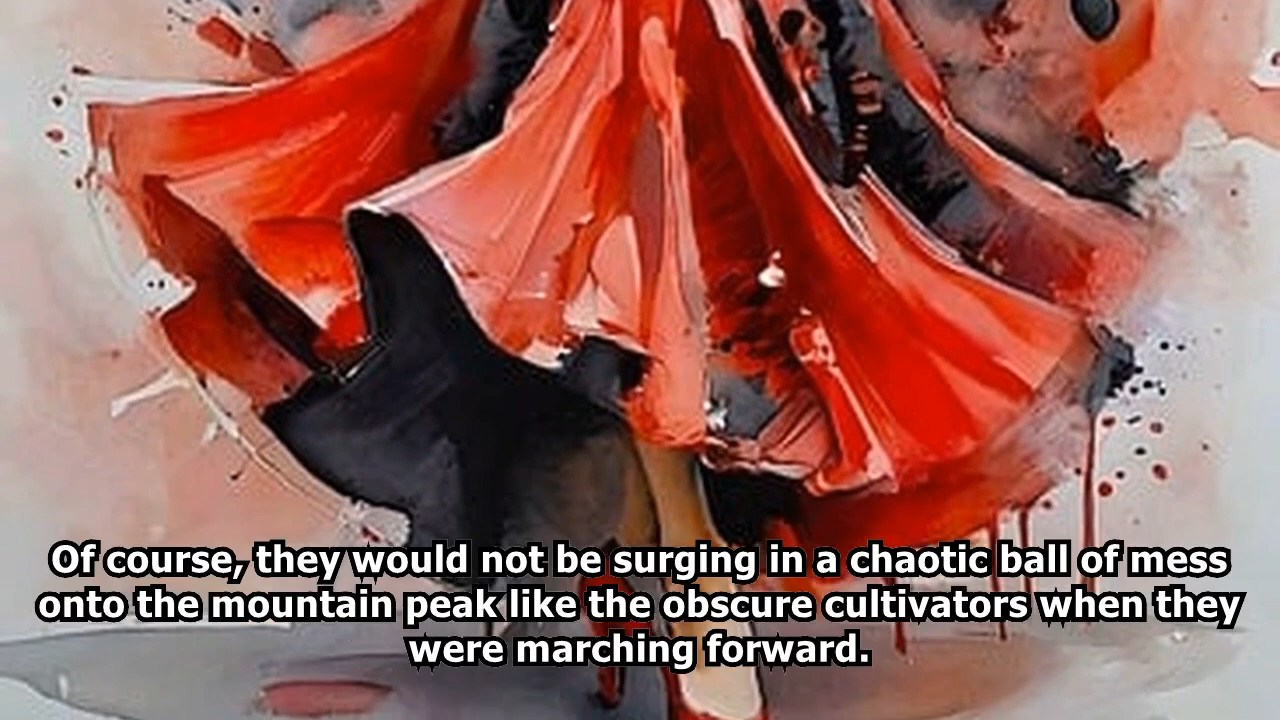 Of course, they would not be surging in a chaotic ball of mess
onto the mountain peak like the obscure cultivators when they
were marching forward.